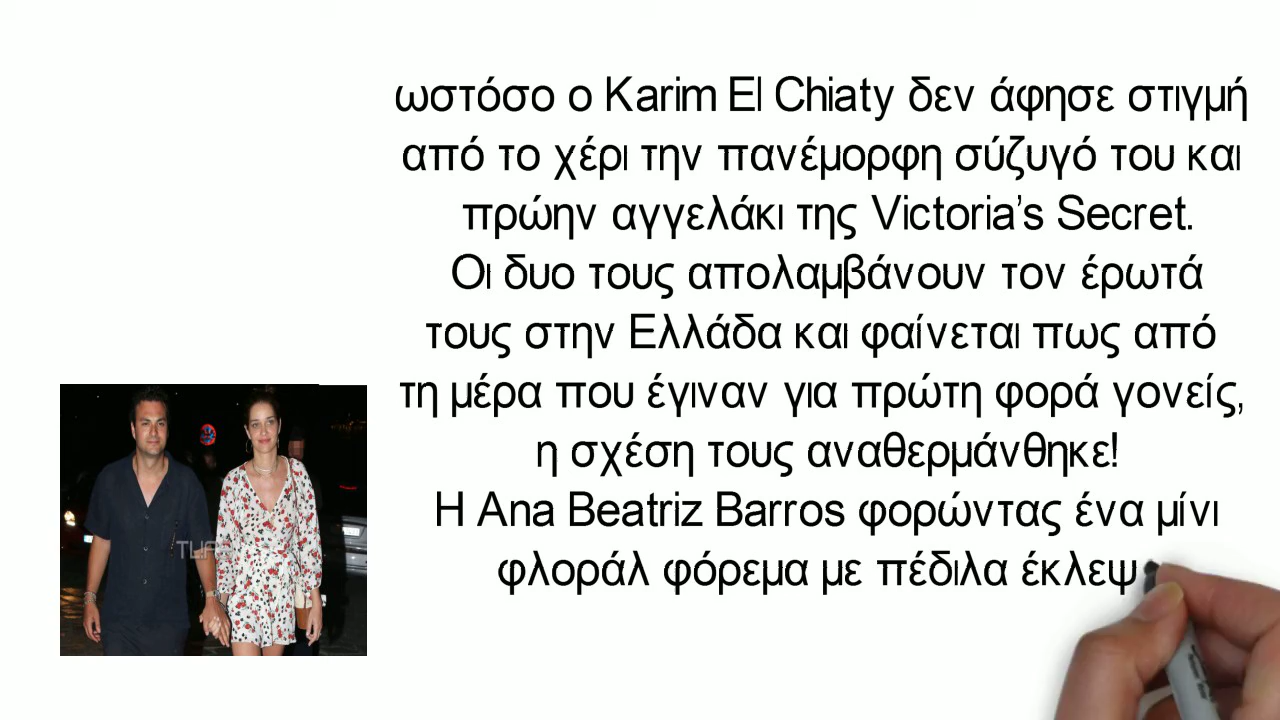 ωστόσο ο Karim El Chiaty δεν άφησε στιγμή
από το χέρι την πανέμορφη σύζυγό του και
πρώην αγγελάκι της Victoria’s Secret.
Οι δυο τους απολαμβάνουν τον έρωτά
τους στην Ελλάδα και φαίνεται πως από
τη μέρα που έγιναν για πρώτη φορά γονείς,
η σχέση τους αναθερμάνθηκε!
Η Ana Beatriz Barros φορώντας ένα μίνι
φλοράλ φόρεμα με πέδιλα έκλεψ